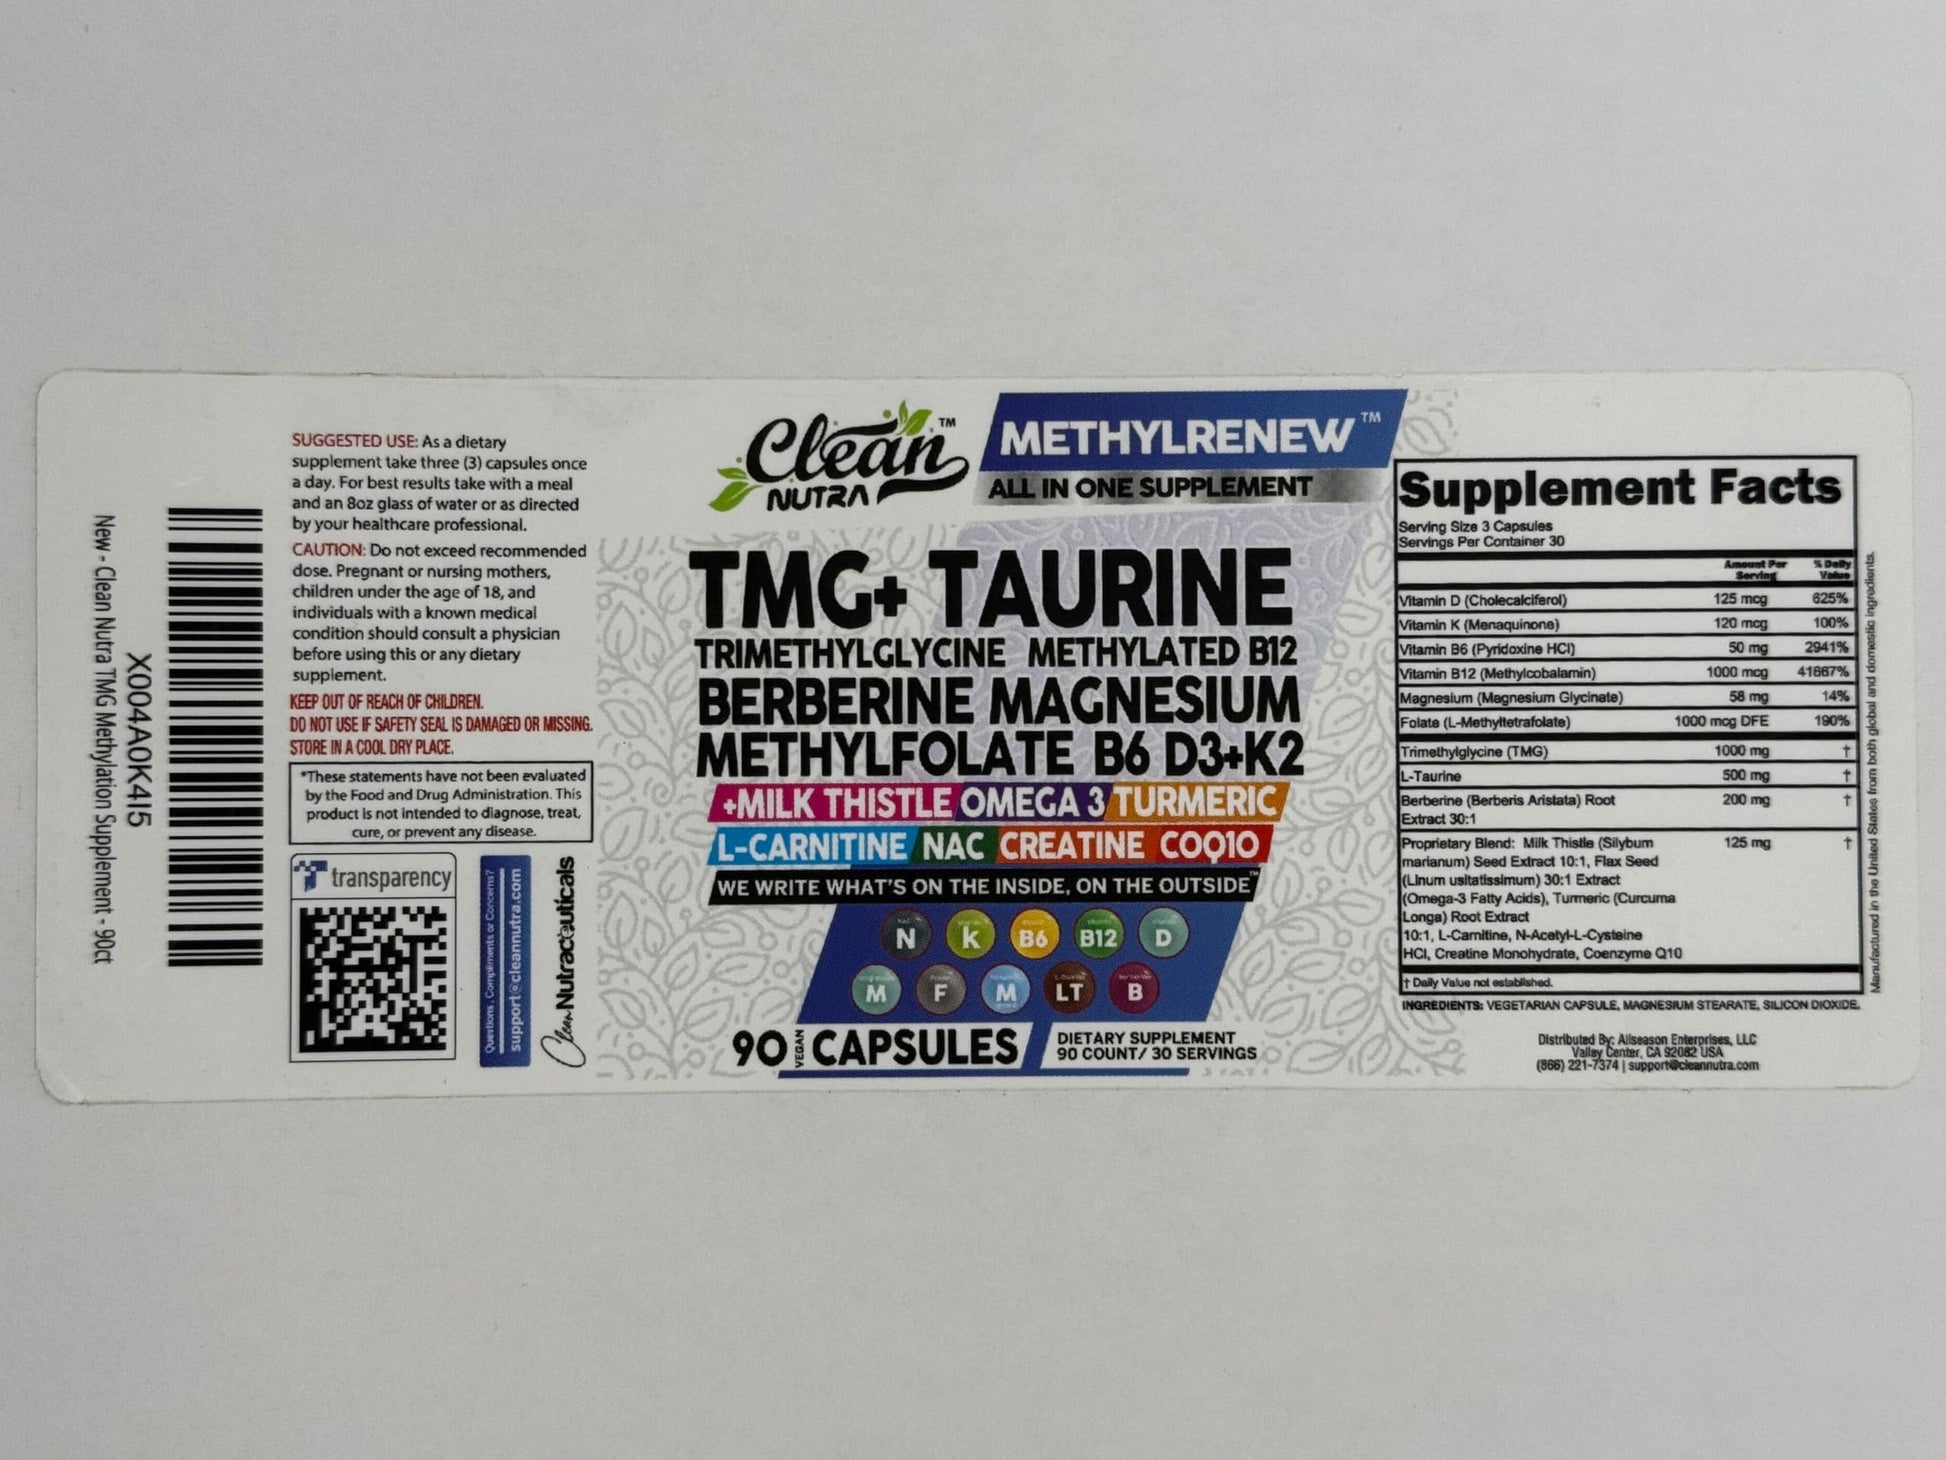 New - Clean Nutra TMG Methylation Supplement - 90ct
X004A0K4I5
SUGGESTED USE: As a dietary
supplement take three (3) capsules once
a day. For best results take with a meal
and an 8oz glass of water or as directed
by your healthcare professional.
CAUTION: Do not exceed recommended
dose. Pregnant or nursing mothers,
children under the age of 18, and
individuals with a known medical
condition should consult a physician
before using this or any dietary
supplement.
KEEP OUT OF REACH OF CHILDREN.
DO NOT USE IF SAFETY SEAL IS DAMAGED OR MISSING.
STORE IN A COOL DRY PLACE.
*These statements have not been evaluated
by the Food and Drug Administration. This
product is not intended to diagnose, treat,
cure, or prevent any disease.
transparency
Questions, Compliments or Concerns?
support@cleannutra.com
Clean Nutraceuticals
Clean™
NUTRA
METHYLRENEW™
ALL IN ONE SUPPLEMENT
TMG+ TAURINE
TRIMETHYLGLYCINE METHYLATED B12
BERBERINE MAGNESIUM
METHYLFOLATE B6 D3+K2
+MILK THISTLE OMEGA 3 TURMERIC
L-CARNITINE NAC CREATINE COQ10
WE WRITE WHAT'S ON THE INSIDE, ON THE OUTSIDE™
N K B6 B12 D
M F M LT B
90 VEGAN CAPSULES
DIETARY SUPPLEMENT
90 COUNT/ 30 SERVINGS
Supplement Facts
Serving Size 3 Capsules
Servings Per Container 30
Amount Per Serving % Daily Value
Vitamin D (Cholecalciferol) 125 mcg 625%
Vitamin K (Menaquinone) 120 mcg 100%
Vitamin B6 (Pyridoxine HCl) 50 mg 2941%
Vitamin B12 (Methylcobalamin) 1000 mcg 41667%
Magnesium (Magnesium Glycinate) 58 mg 14%
Folate (L-Methyltetrafolate) 1000 mcg DFE 190%
Trimethylglycine (TMG) 1000 mg †
L-Taurine 500 mg †
Berberine (Berberis Aristata) Root 200 mg †
Extract 30:1
Proprietary Blend: Milk Thistle (Silybum 125 mg †
marianum) Seed Extract 10:1, Flax Seed
(Linum usitatissimum) 30:1 Extract
(Omega-3 Fatty Acids), Turmeric (Curcuma
Longa) Root Extract
10:1, L-Carnitine, N-Acetyl-L-Cysteine
HCl, Creatine Monohydrate, Coenzyme Q10
† Daily Value not established.
INGREDIENTS: VEGETARIAN CAPSULE, MAGNESIUM STEARATE, SILICON DIOXIDE.
Distributed By: Allseason Enterprises, LLC
Valley Center, CA 92082 USA
(866) 221-7374 | support@cleannutra.com
Manufactured in the United States from both global and domestic ingredients.